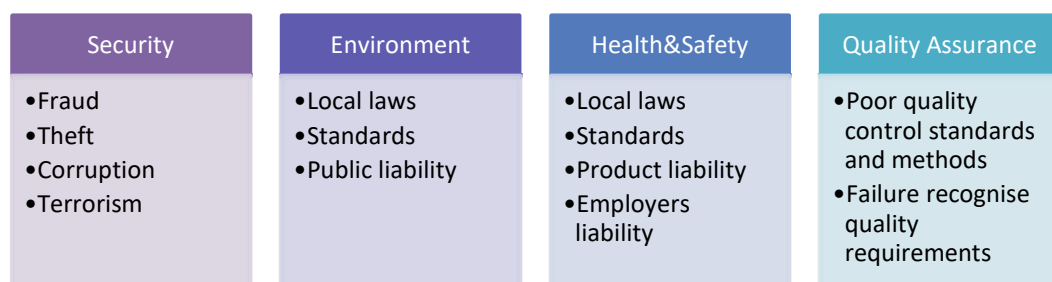 Security
•Fraud
•Theft
•Corruption
•Terrorism
Environment
•Local laws
•Standards
•Public liability
Health&Safety
•Local laws
•Standards
•Product liability
•Employers
liability
Quality Assurance
•Poor quality
control standards
and methods
•Failure recognise
quality
requirements